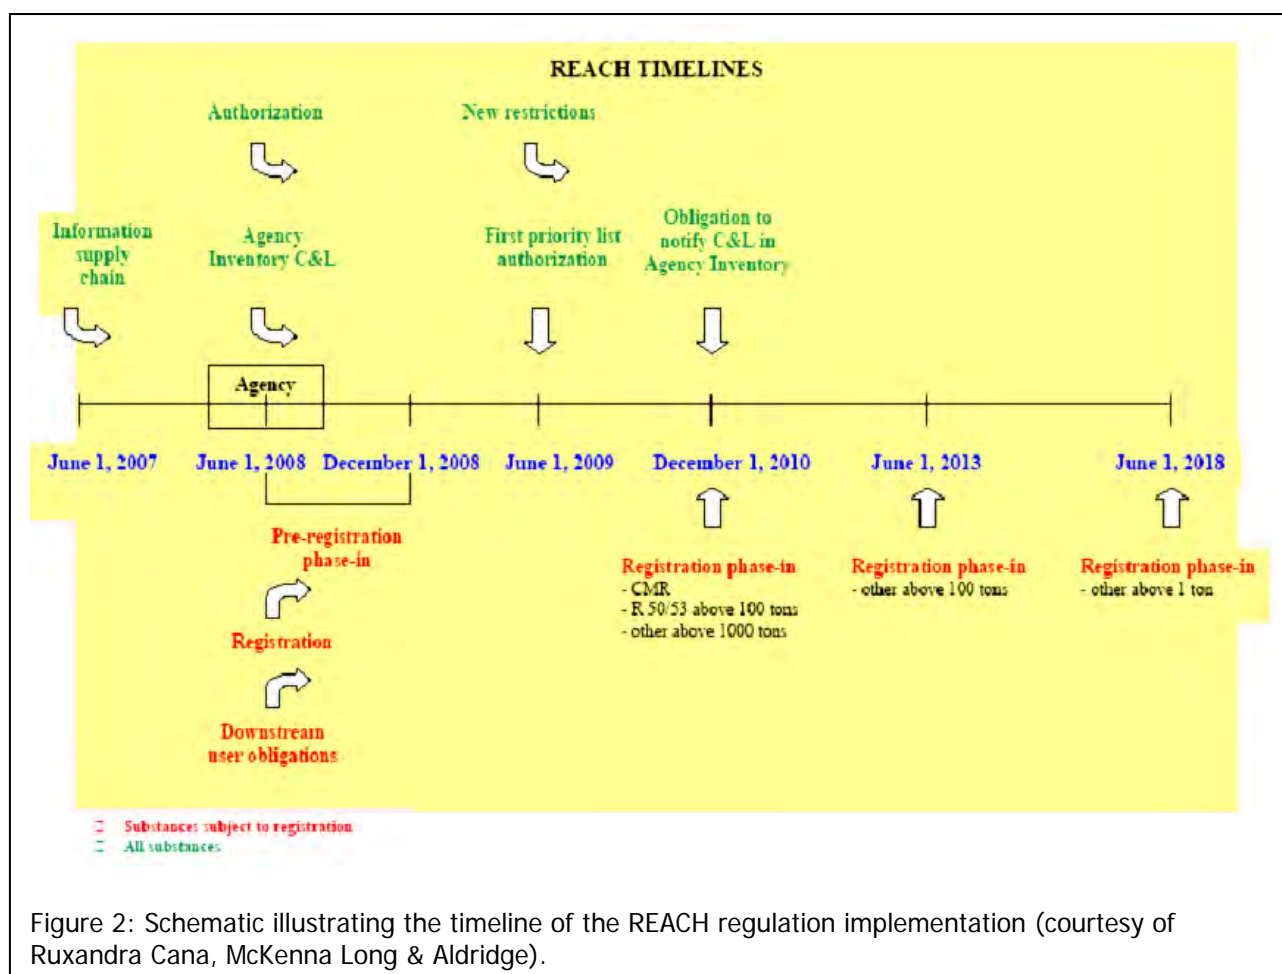 REACH TIMELINES
Authorization
New restrictions
Information
supply
chain
Agency
Inventory C&L
First priority list
authorization
Obligation to
notify C&L in
Agency Inventory
Agency
June 1, 2007
June 1, 2008
December 1, 2008
June 1, 2009
December 1, 2010
June 1, 2013
June 1, 2018
Pre-registration
phase-in
Registration
Downstream
user obligations
Registration phase-in
- CMR
- R 50/53 above 100 tons
- other above 1000 tons
Registration phase-in
- other above 100 tons
Registration phase-in
- other above 1 ton
Substances subject to registration
All substances
Figure 2: Schematic illustrating the timeline of the REACH regulation implementation (courtesy of
Ruxandra Cana, McKenna Long & Aldridge).